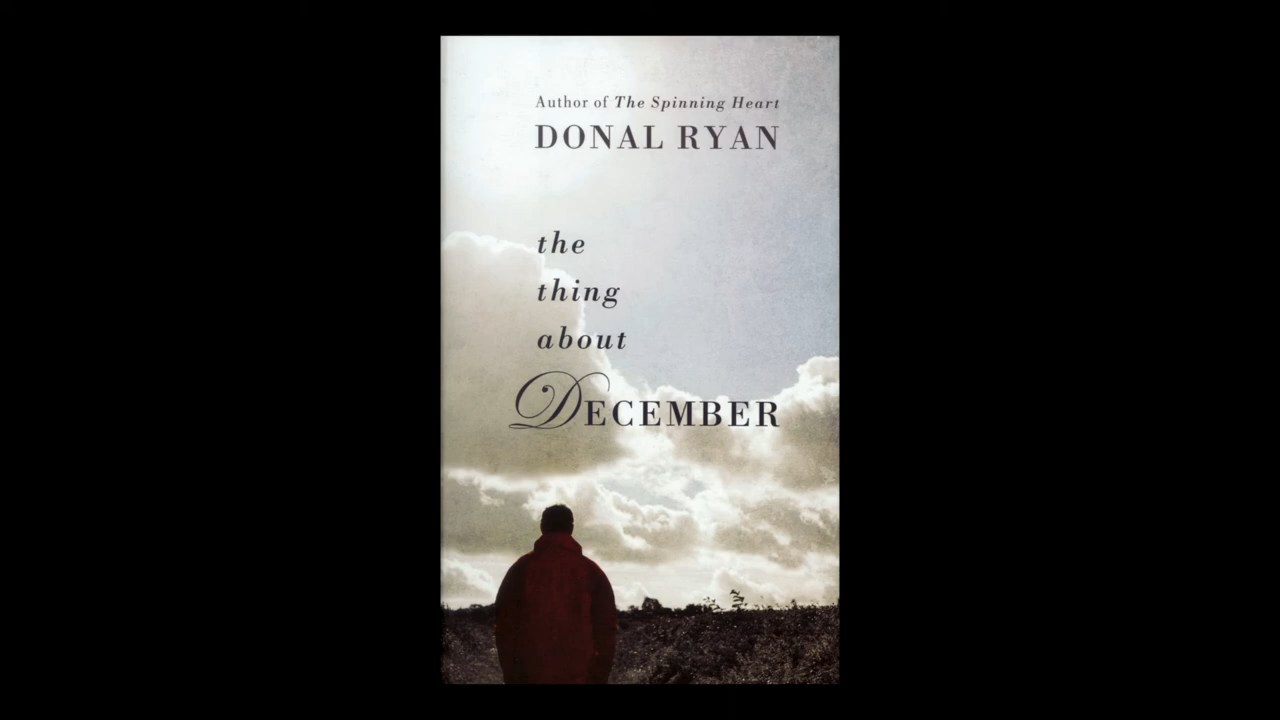 Author of The Spinning Heart
DONAL RYAN
the
thing
about
DECEMBER